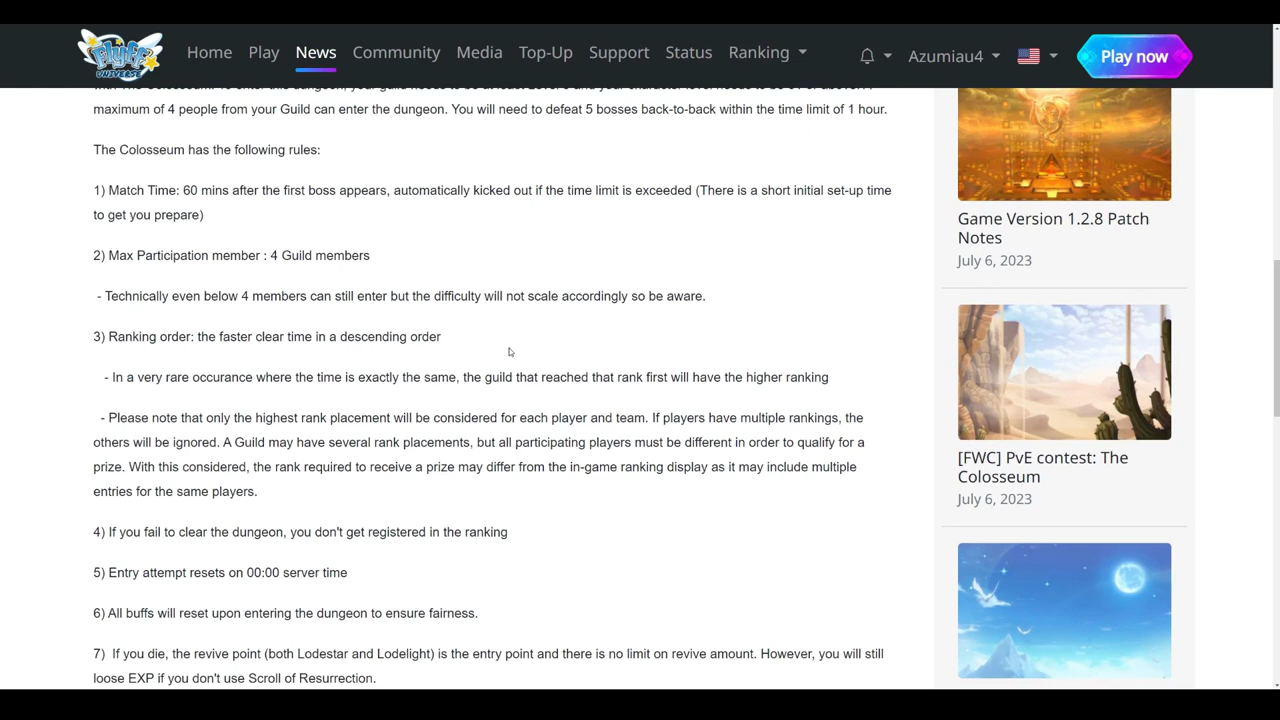 Flyff
UNIVERSE
Home Play News Community Media Top-Up Support Status Ranking Azumiau4 Play now
maximum of 4 people from your Guild can enter the dungeon. You will need to defeat 5 bosses back-to-back within the time limit of 1 hour.
The Colosseum has the following rules:
1) Match Time: 60 mins after the first boss appears, automatically kicked out if the time limit is exceeded (There is a short initial set-up time
to get you prepare)
2) Max Participation member : 4 Guild members
- Technically even below 4 members can still enter but the difficulty will not scale accordingly so be aware.
3) Ranking order: the faster clear time in a descending order
- In a very rare occurance where the time is exactly the same, the guild that reached that rank first will have the higher ranking
- Please note that only the highest rank placement will be considered for each player and team. If players have multiple rankings, the
others will be ignored. A Guild may have several rank placements, but all participating players must be different in order to qualify for a
prize. With this considered, the rank required to receive a prize may differ from the in-game ranking display as it may include multiple
entries for the same players.
4) If you fail to clear the dungeon, you don't get registered in the ranking
5) Entry attempt resets on 00:00 server time
6) All buffs will reset upon entering the dungeon to ensure fairness.
7) If you die, the revive point (both Lodestar and Lodelight) is the entry point and there is no limit on revive amount. However, you will still
loose EXP if you don't use Scroll of Resurrection.
Game Version 1.2.8 Patch
Notes
July 6, 2023
[FWC] PvE contest: The
Colosseum
July 6, 2023